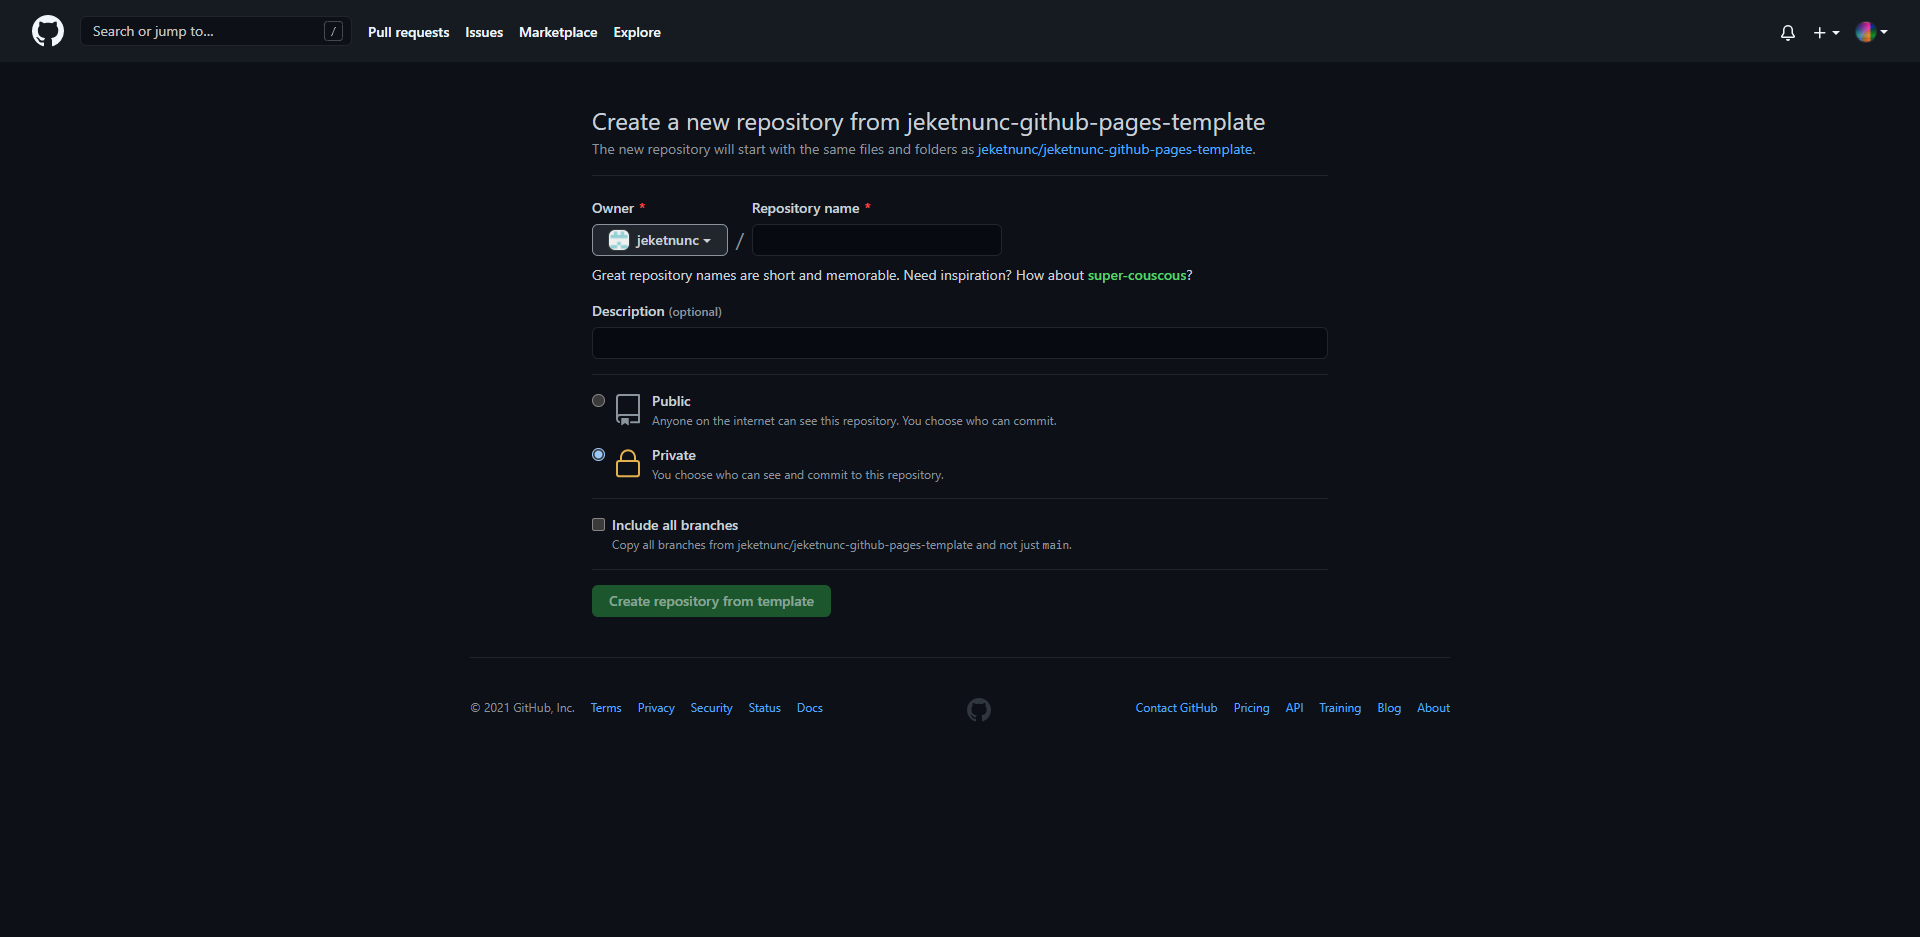 Search or jump to... /
Pull requests Issues Marketplace Explore
Create a new repository from jeketnunc-github-pages-template
The new repository will start with the same files and folders as jeketnunc/jeketnunc-github-pages-template.
Owner * Repository name *
jeketnunc /
Great repository names are short and memorable. Need inspiration? How about super-couscous?
Description (optional)
Public
Anyone on the internet can see this repository. You choose who can commit.
Private
You choose who can see and commit to this repository.
Include all branches
Copy all branches from jeketnunc/jeketnunc-github-pages-template and not just main.
Create repository from template
© 2021 GitHub, Inc. Terms Privacy Security Status Docs Contact GitHub Pricing API Training Blog About